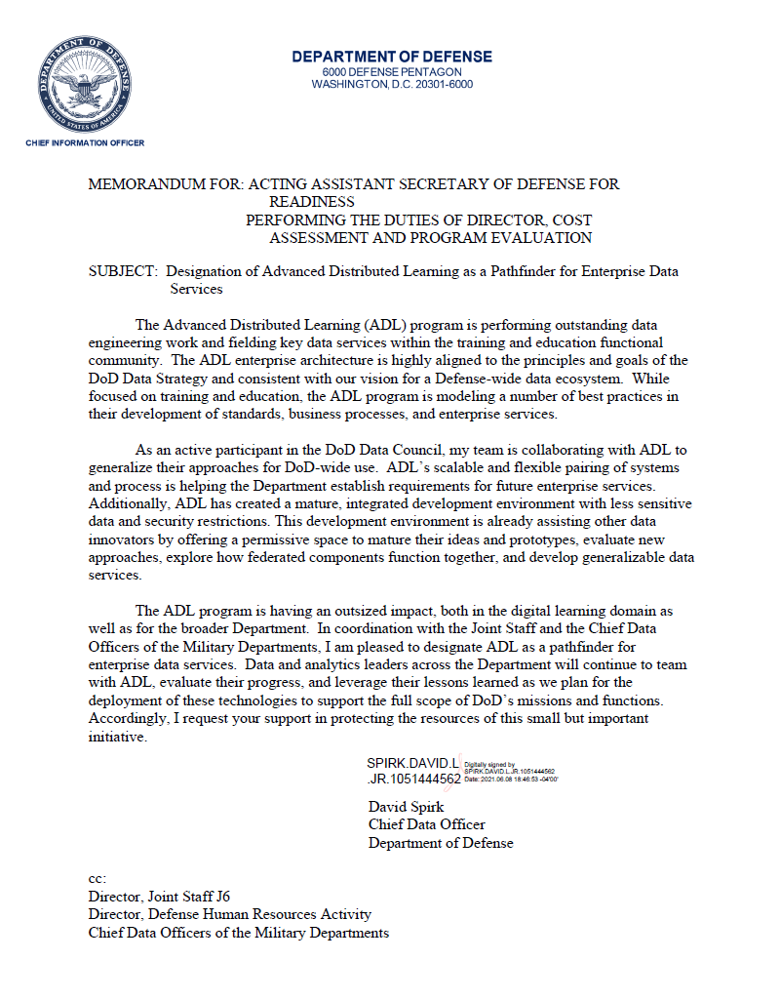 DEPARTMENT OF DEFENSE
UNITED STATES OF AMERICA
CHIEF INFORMATION OFFICER
DEPARTMENT OF DEFENSE
6000 DEFENSE PENTAGON
WASHINGTON, D.C. 20301-6000
MEMORANDUM FOR: ACTING ASSISTANT SECRETARY OF DEFENSE FOR
READINESS
PERFORMING THE DUTIES OF DIRECTOR, COST
ASSESSMENT AND PROGRAM EVALUATION
SUBJECT: Designation of Advanced Distributed Learning as a Pathfinder for Enterprise Data
Services
The Advanced Distributed Learning (ADL) program is performing outstanding data
engineering work and fielding key data services within the training and education functional
community. The ADL enterprise architecture is highly aligned to the principles and goals of the
DoD Data Strategy and consistent with our vision for a Defense-wide data ecosystem. While
focused on training and education, the ADL program is modeling a number of best practices in
their development of standards, business processes, and enterprise services.
As an active participant in the DoD Data Council, my team is collaborating with ADL to
generalize their approaches for DoD-wide use. ADL's scalable and flexible pairing of systems
and process is helping the Department establish requirements for future enterprise services.
Additionally, ADL has created a mature, integrated development environment with less sensitive
data and security restrictions. This development environment is already assisting other data
innovators by offering a permissive space to mature their ideas and prototypes, evaluate new
approaches, explore how federated components function together, and develop generalizable data
services.
The ADL program is having an outsized impact, both in the digital learning domain as
well as for the broader Department. In coordination with the Joint Staff and the Chief Data
Officers of the Military Departments, I am pleased to designate ADL as a pathfinder for
enterprise data services. Data and analytics leaders across the Department will continue to team
with ADL, evaluate their progress, and leverage their lessons learned as we plan for the
deployment of these technologies to support the full scope of DoD's missions and functions.
Accordingly, I request your support in protecting the resources of this small but important
initiative.
SPIRK.DAVID.L
.JR.1051444562
Digitally signed by
SPIRK.DAVID.L.JR.1051444562
Date: 2021.06.08 18:46:53 -04'00'
David Spirk
Chief Data Officer
Department of Defense
cc:
Director, Joint Staff J6
Director, Defense Human Resources Activity
Chief Data Officers of the Military Departments